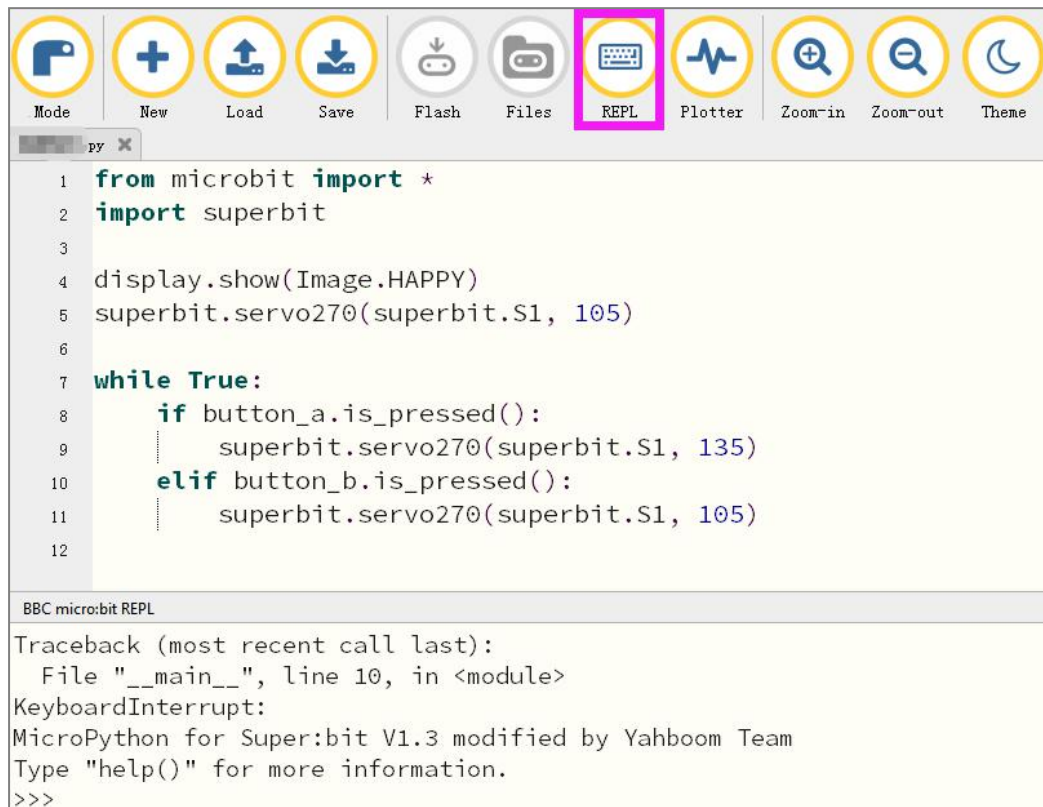 Mode New Load Save Flash Files REPL Plotter Zoom-in Zoom-out Theme
py
1 from microbit import *
2 import superbit
3
4 display.show(Image.HAPPY)
5 superbit.servo270(superbit.S1, 105)
6
7 while True:
8     if button_a.is_pressed():
9         superbit.servo270(superbit.S1, 135)
10     elif button_b.is_pressed():
11         superbit.servo270(superbit.S1, 105)
12
BBC micro:bit REPL
Traceback (most recent call last):
  File "__main__", line 10, in <module>
KeyboardInterrupt:
MicroPython for Super:bit V1.3 modified by Yahboom Team
Type "help()" for more information.
>>>